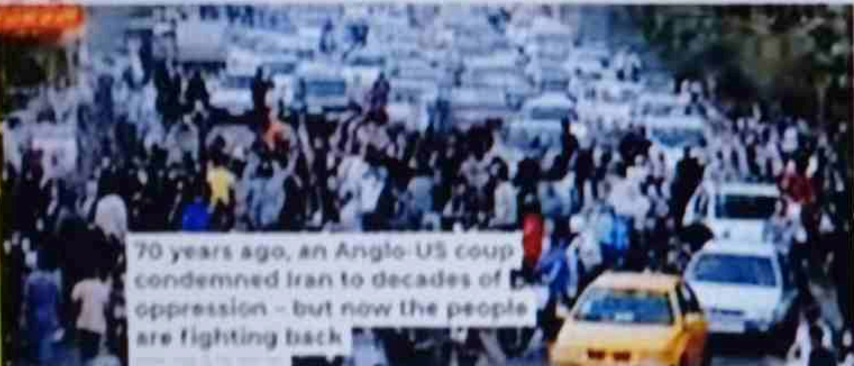 70 years ago, an Anglo-US coup
condemned Iran to decades of
oppression – but now the people
are fighting back